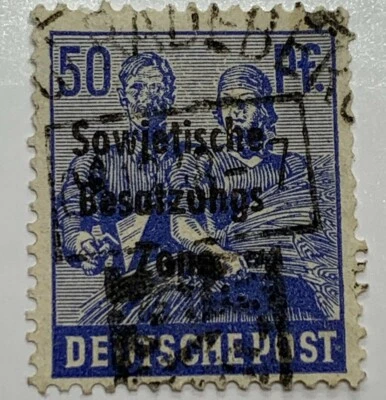 50 Pf.
Sowjetische
Besatzungs
Zone
DEUTSCHE POST